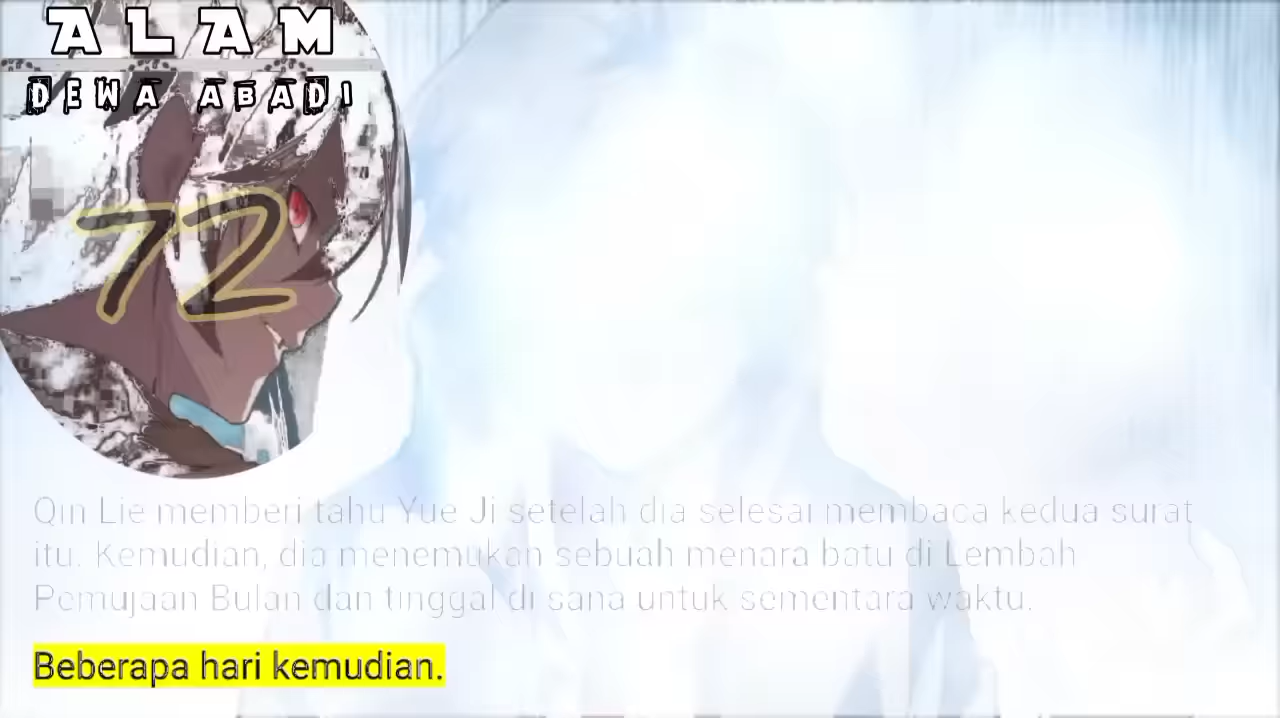 ALAM
DEWA ABADI
72
Qin Lie memberi tahu Yue Ji setelah dia selesai membaca kedua surat
itu. Kemudian, dia menemukan sebuah menara batu di Lembah
Pemujaan Bulan dan tinggal di sana untuk sementara waktu.
Beberapa hari kemudian.